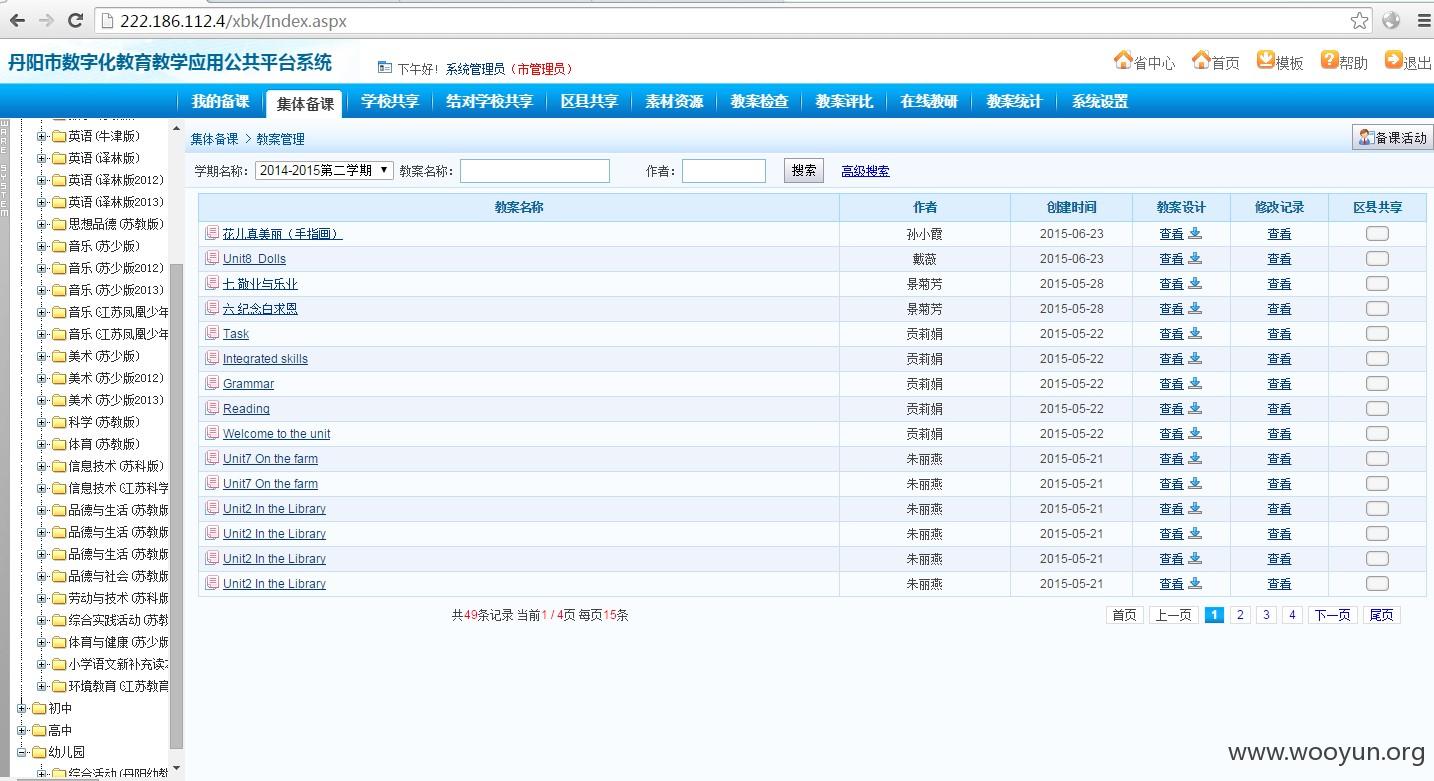 222.186.112.4/xbk/Index.aspx
丹阳市数字化教育教学应用公共平台系统
下午好！系统管理员（市管理员）
省中心 首页 模板 帮助 退出
我的备课 集体备课 学校共享 结对学校共享 区县共享 素材资源 教案检查 教案评比 在线教研 教案统计 系统设置
集体备课 > 教案管理
备课活动
学期名称： 2014-2015第二学期 教案名称： 作者： 搜索 高级搜索
英语(牛津版)
英语(译林版)
英语(译林版2012)
英语(译林版2013)
思想品德(苏教版)
音乐(苏少版)
音乐(苏少版2012)
音乐(苏少版2013)
音乐(江苏凤凰少年
音乐(江苏凤凰少年
美术(苏少版)
美术(苏少版2012)
美术(苏少版2013)
科学(苏教版)
体育(苏教版)
信息技术(苏科版)
信息技术(江苏科学
品德与生活(苏教版
品德与生活(苏教版
品德与生活(苏教版
品德与社会(苏教版
劳动与技术(苏科版
综合实践活动(苏教
体育与健康(苏少版
小学语文新补充读
环境教育(江苏教育
初中
高中
幼儿园
综合活动(丹阳幼教
教案名称 作者 创建时间 教案设计 修改记录 区县共享
花儿真美丽（手指画） 孙小霞 2015-06-23 查看 查看
Unit8 Dolls 戴薇 2015-06-23 查看 查看
七 敬业与乐业 景菊芳 2015-05-28 查看 查看
六 纪念白求恩 景菊芳 2015-05-28 查看 查看
Task 贡莉娟 2015-05-22 查看 查看
Integrated skills 贡莉娟 2015-05-22 查看 查看
Grammar 贡莉娟 2015-05-22 查看 查看
Reading 贡莉娟 2015-05-22 查看 查看
Welcome to the unit 贡莉娟 2015-05-22 查看 查看
Unit7 On the farm 朱丽燕 2015-05-21 查看 查看
Unit7 On the farm 朱丽燕 2015-05-21 查看 查看
Unit2 In the Library 朱丽燕 2015-05-21 查看 查看
Unit2 In the Library 朱丽燕 2015-05-21 查看 查看
Unit2 In the Library 朱丽燕 2015-05-21 查看 查看
Unit2 In the Library 朱丽燕 2015-05-21 查看 查看
共49条记录 当前1 / 4页 每页15条
首页 上一页 1 2 3 4 下一页 尾页
www.wooyun.org